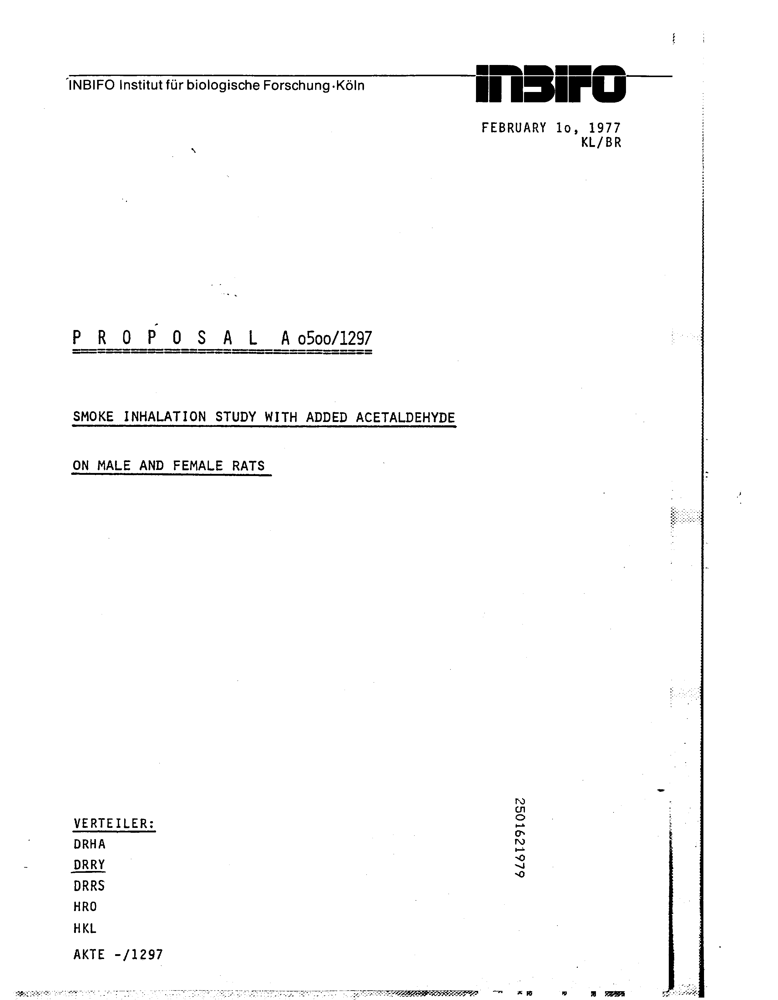 INBIFO Institut für biologische Forschung·Köln
INBIFO
FEBRUARY 1o, 1977
KL/BR
P R O P O S A L A o5oo/1297
SMOKE INHALATION STUDY WITH ADDED ACETALDEHYDE
ON MALE AND FEMALE RATS
VERTEILER:
DRHA
DRRY
DRRS
HRO
HKL
AKTE -/1297
2501621979